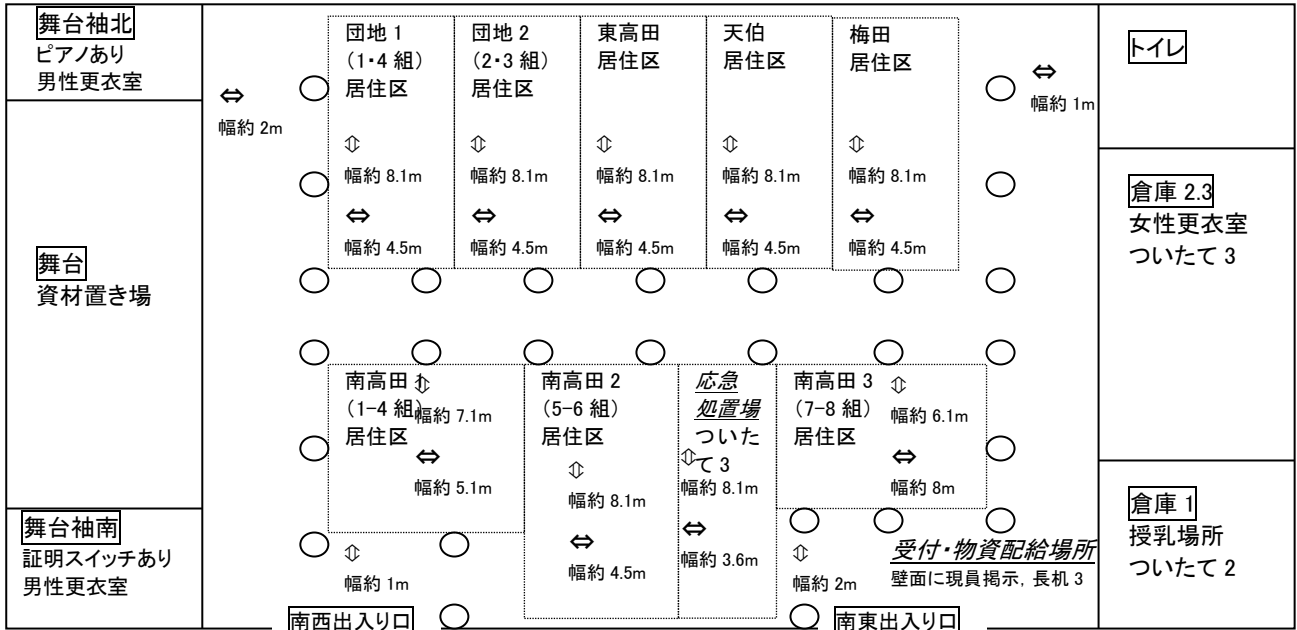 舞台袖北
ピアノあり
男性更衣室
舞台
資材置き場
舞台袖南
証明スイッチあり
男性更衣室
⇔
幅約 2m
団地 1
(1・4 組)
居住区
⇕
幅約 8.1m
⇔
幅約 4.5m
団地 2
(2・3 組)
居住区
⇕
幅約 8.1m
⇔
幅約 4.5m
東高田
居住区
⇕
幅約 8.1m
⇔
幅約 4.5m
天伯
居住区
⇕
幅約 8.1m
⇔
幅約 4.5m
梅田
居住区
⇕
幅約 8.1m
⇔
幅約 4.5m
⇔
幅約 1m
トイレ
倉庫 2.3
女性更衣室
ついたて 3
倉庫 1
授乳場所
ついたて 2
南高田 1
(1-4 組)
居住区
⇕
幅約 7.1m
⇔
幅約 5.1m
南高田 2
(5-6 組)
居住区
⇕
幅約 8.1m
⇔
幅約 4.5m
応急
処置場
ついた
て 3
⇕
幅約 8.1m
⇔
幅約 3.6m
南高田 3
(7-8 組)
居住区
⇕
幅約 6.1m
⇔
幅約 8m
⇕
幅約 1m
南西出入り口
⇕
幅約 2m
受付・物資配給場所
壁面に現員掲示, 長机 3
南東出入り口